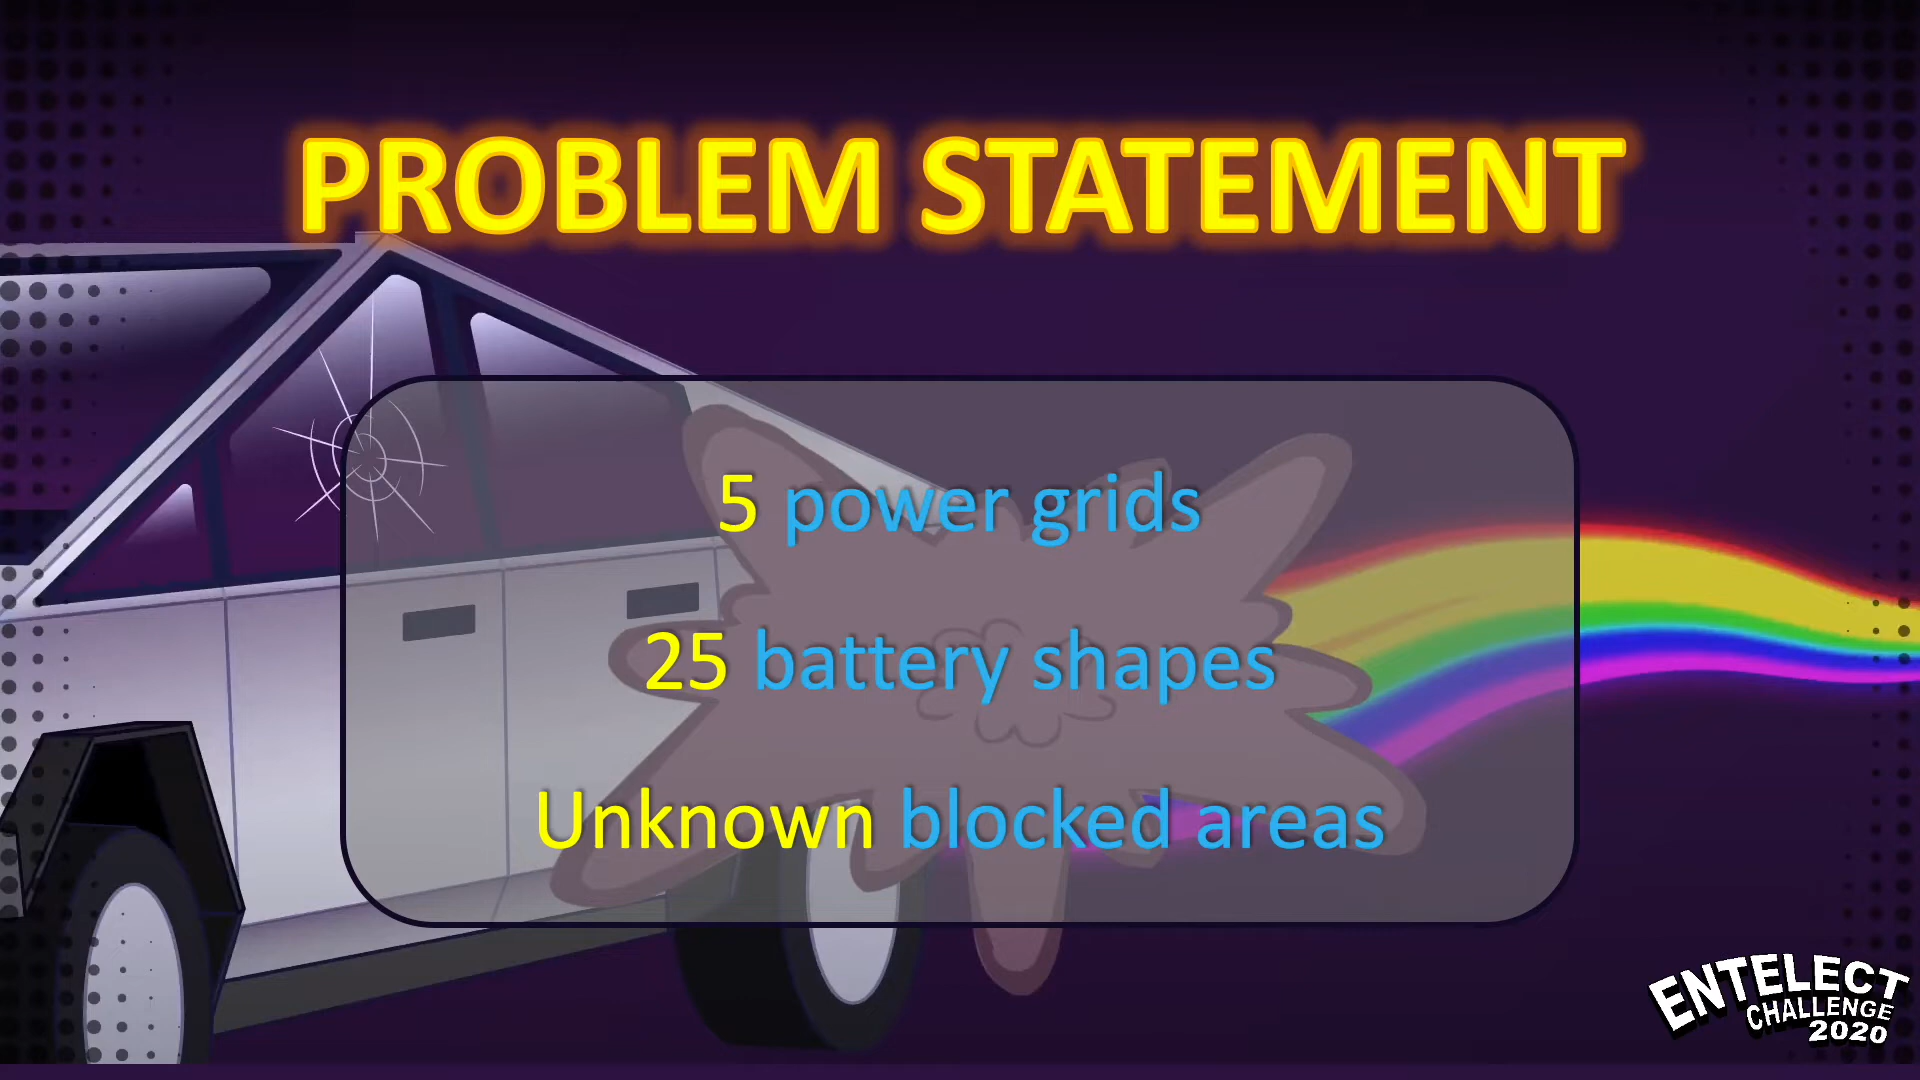 PROBLEM STATEMENT
5 power grids
25 battery shapes
Unknown blocked areas
ENTELECT
CHALLENGE
2020